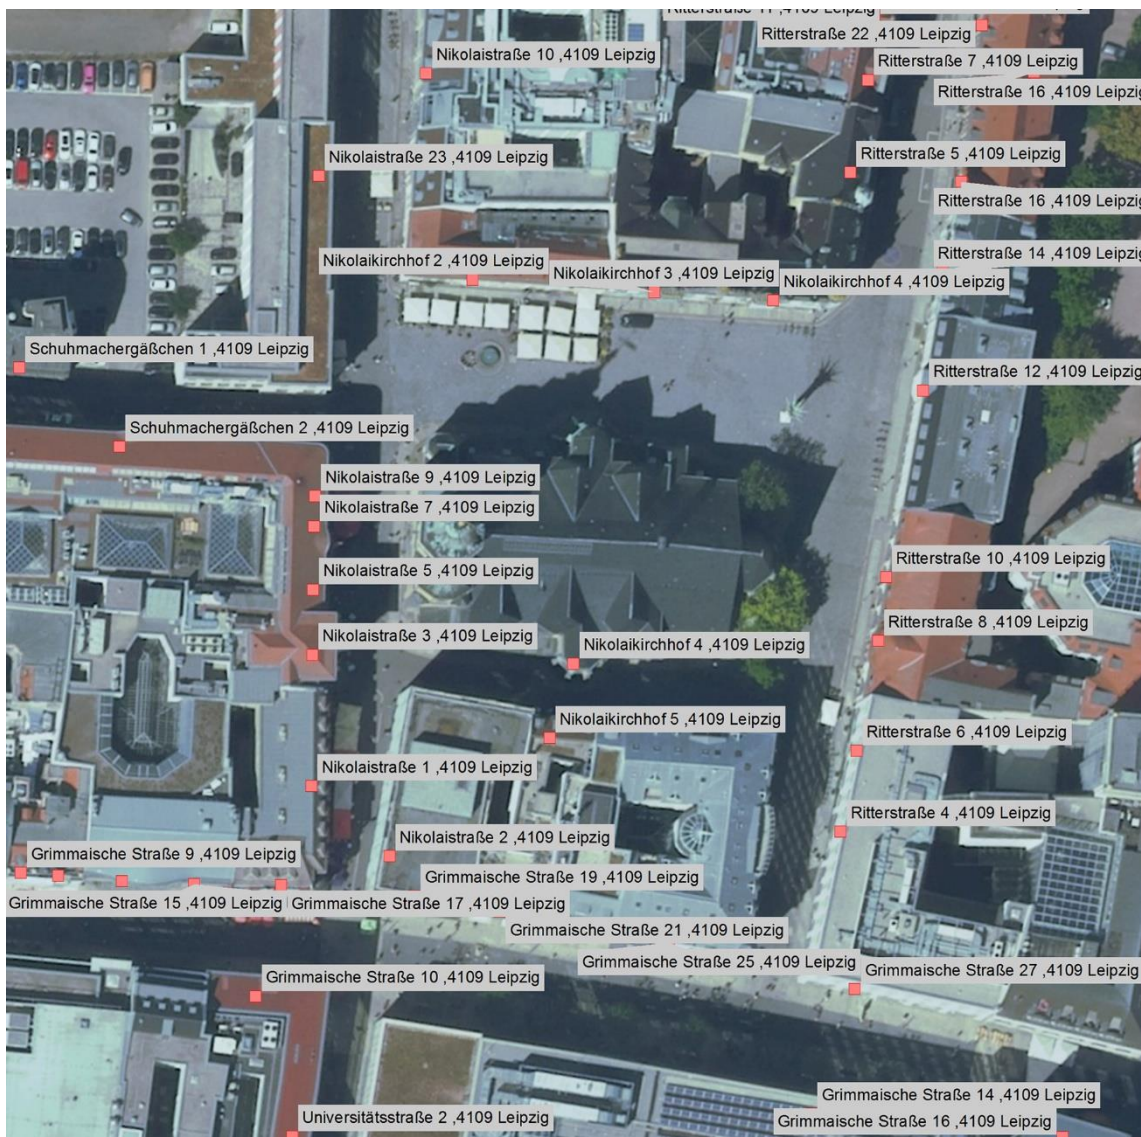 Ritterstraße 22 ,4109 Leipzig
Nikolaistraße 10 ,4109 Leipzig
Ritterstraße 7 ,4109 Leipzig
Ritterstraße 16 ,4109 Leipzig
Nikolaistraße 23 ,4109 Leipzig
Ritterstraße 5 ,4109 Leipzig
Ritterstraße 16 ,4109 Leipzig
Ritterstraße 14 ,4109 Leipzig
Nikolaikirchhof 2 ,4109 Leipzig
Nikolaikirchhof 3 ,4109 Leipzig
Nikolaikirchhof 4 ,4109 Leipzig
Schuhmachergäßchen 1 ,4109 Leipzig
Ritterstraße 12 ,4109 Leipzig
Schuhmachergäßchen 2 ,4109 Leipzig
Nikolaistraße 9 ,4109 Leipzig
Nikolaistraße 7 ,4109 Leipzig
Ritterstraße 10 ,4109 Leipzig
Nikolaistraße 5 ,4109 Leipzig
Ritterstraße 8 ,4109 Leipzig
Nikolaistraße 3 ,4109 Leipzig
Nikolaikirchhof 4 ,4109 Leipzig
Nikolaikirchhof 5 ,4109 Leipzig
Ritterstraße 6 ,4109 Leipzig
Nikolaistraße 1 ,4109 Leipzig
Ritterstraße 4 ,4109 Leipzig
Nikolaistraße 2 ,4109 Leipzig
Grimmaische Straße 9 ,4109 Leipzig
Grimmaische Straße 19 ,4109 Leipzig
Grimmaische Straße 15 ,4109 Leipzig
Grimmaische Straße 17 ,4109 Leipzig
Grimmaische Straße 21 ,4109 Leipzig
Grimmaische Straße 25 ,4109 Leipzig
Grimmaische Straße 27 ,4109 Leipzig
Grimmaische Straße 10 ,4109 Leipzig
Grimmaische Straße 14 ,4109 Leipzig
Universitätsstraße 2 ,4109 Leipzig
Grimmaische Straße 16 ,4109 Leipzig